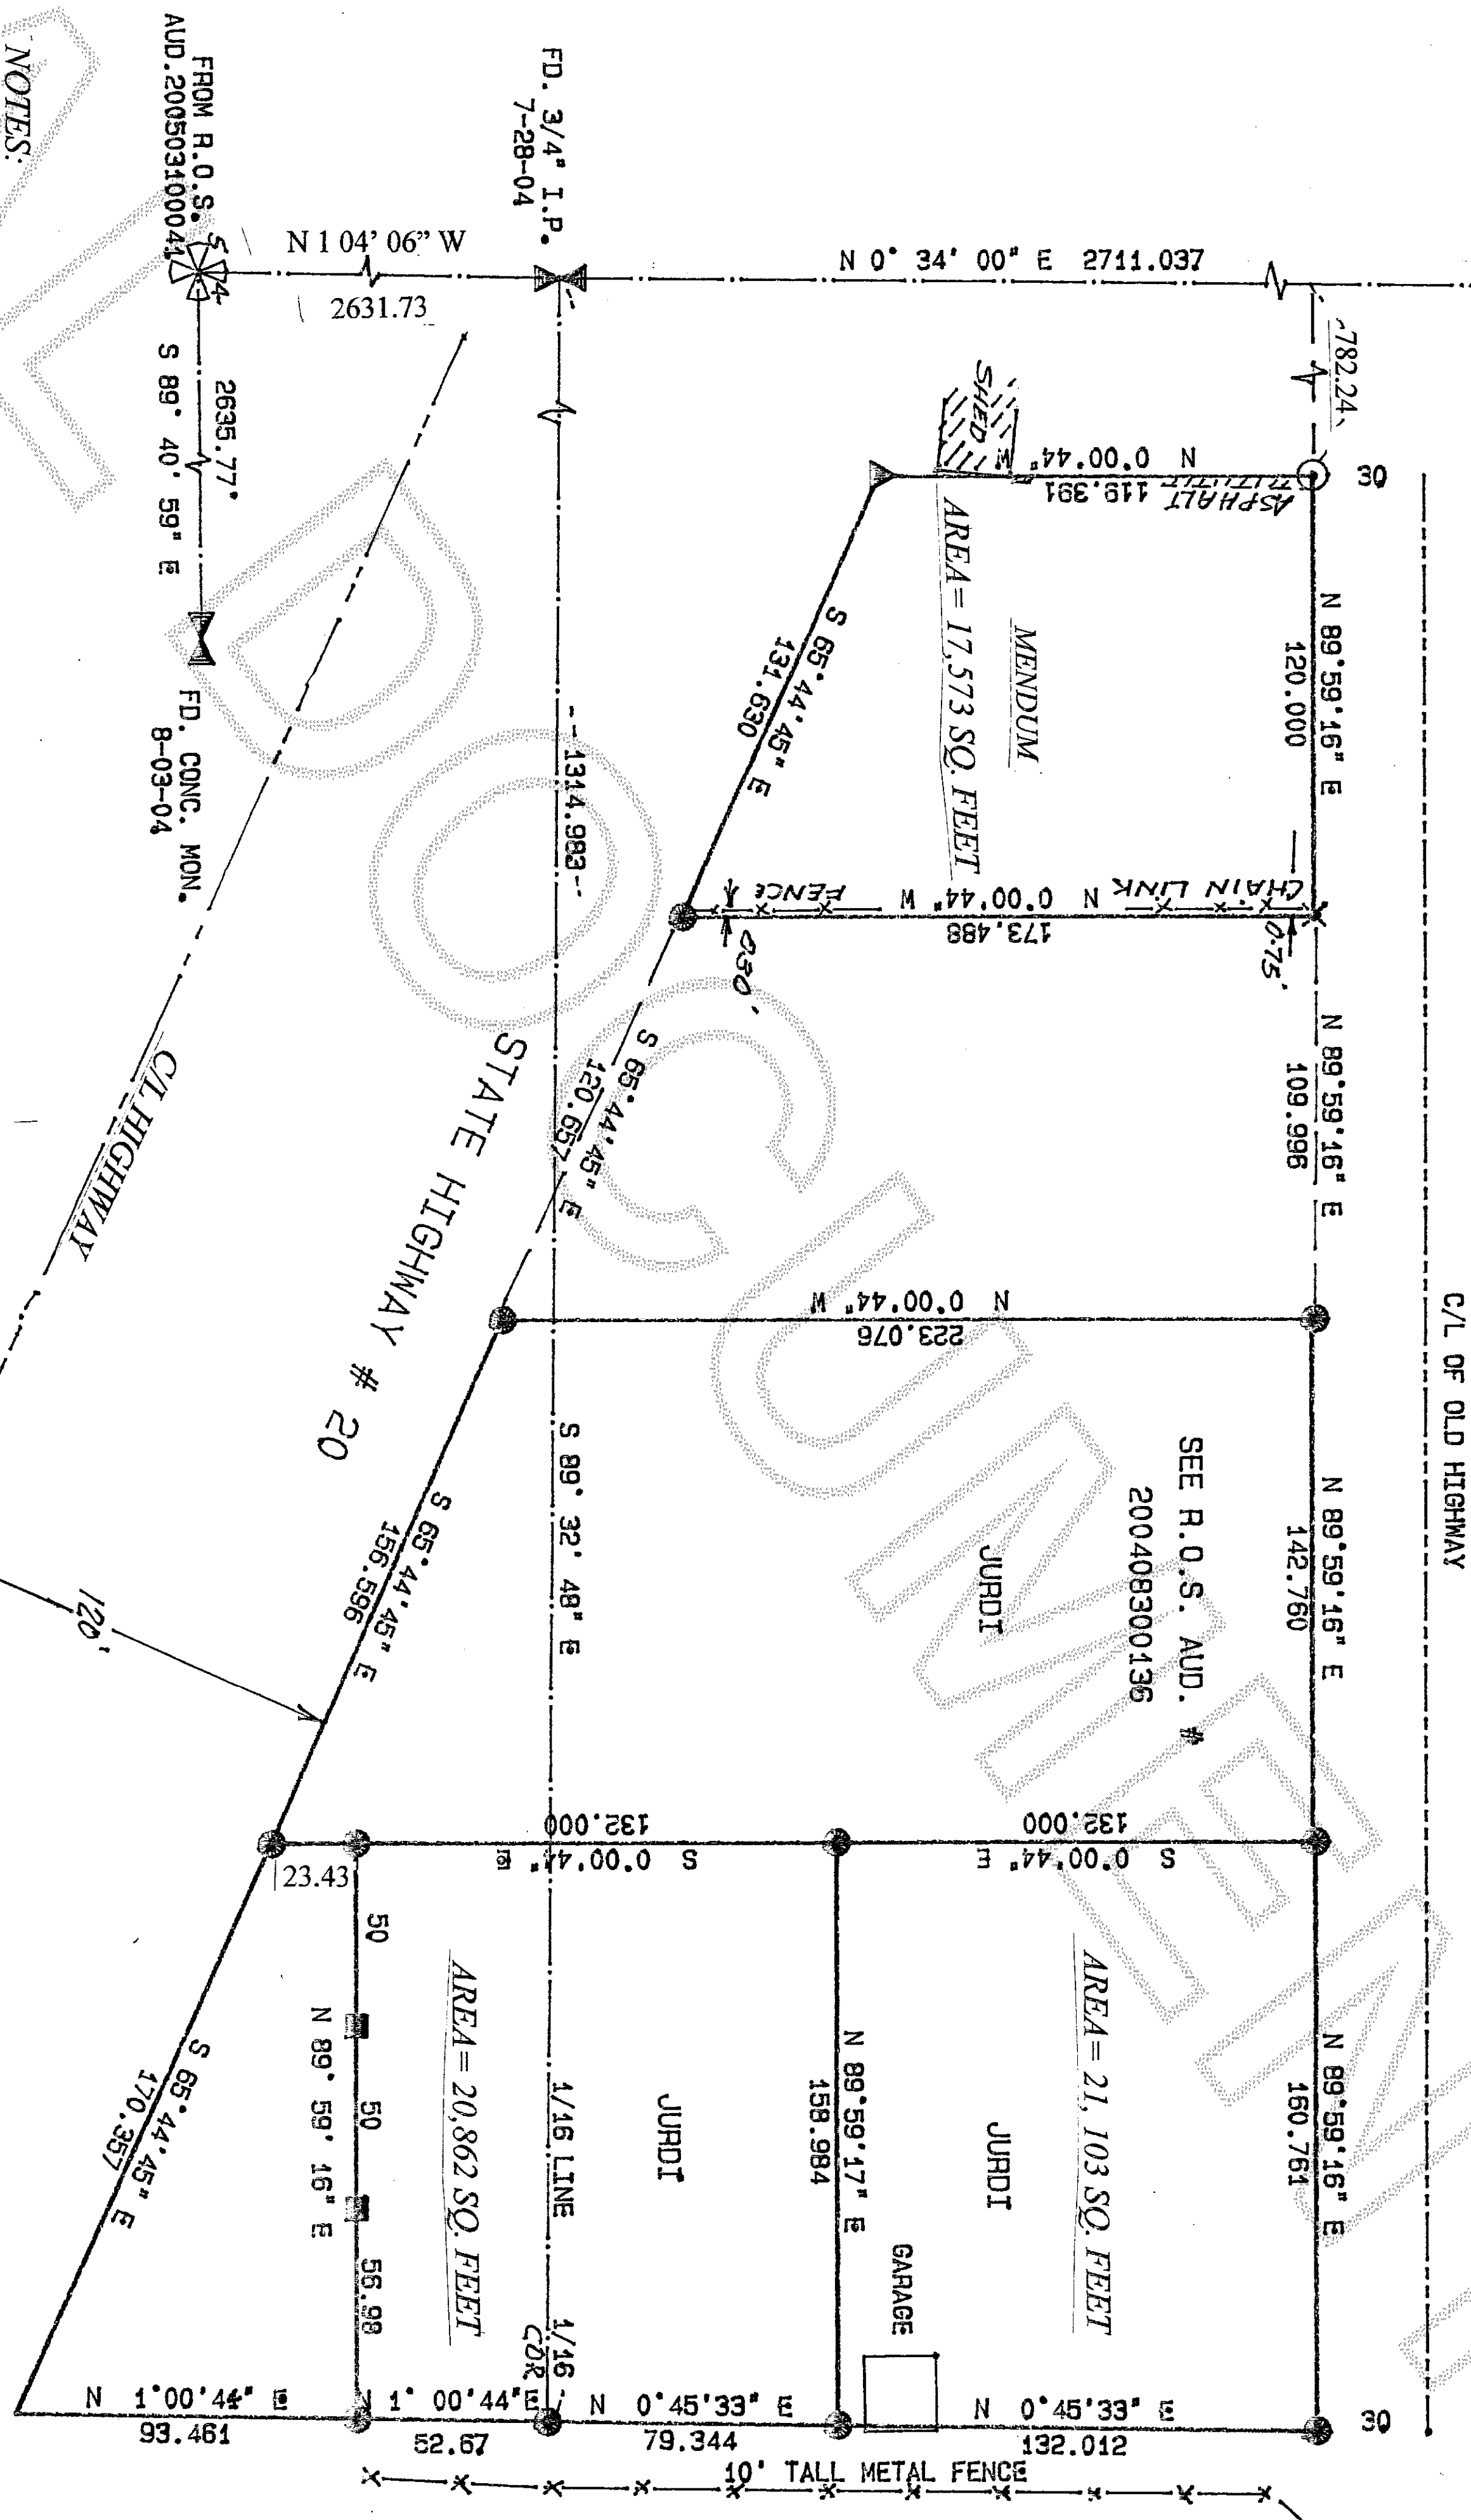 C/L OF OLD HIGHWAY
30
30
782.24
N 89°59'16" E
120.000
N 89°59'16" E
109.996
N 89°59'16" E
142.760
N 89°59'16" E
160.761
N 0° 34' 00" E 2711.037
ASPHALT
SHED
N 0°00'44" W
119.391
MENDUM
AREA = 17,573 SQ. FEET
S 65°44'45" E
131.630
CHAIN LINK
FENCE
0.75'
0.30'
N 0°00'44" W
173.488
S 65°44'45" E
120.657
N 0°00'44" W
223.076
SEE R.O.S. AUD. #
200408300136
JURDI
132.000
S 0°00'44" E
132.000
S 0°00'44" E
AREA = 21, 103 SQ. FEET
JURDI
GARAGE
N 0°45'33" E
132.012
N 89°59'17" E
158.984
JURDI
N 0°45'33" E
79.344
10' TALL METAL FENCE
FD. 3/4" I.P.
7-28-04
--1314.983--
S 89° 32' 48" E
1/16 LINE
1/16
COR.
AREA = 20,862 SQ. FEET
N 1° 00'44"E
52.67
50
50
56.98
N 89° 59' 16" E
23.43
S 65°44'45" E
156.596
S 65°44'45" E
170.357
N 1°00'44" E
93.461
STATE HIGHWAY # 20
120'
C/L HIGHWAY
N 1 04' 06" W
2631.73
FROM R.O.S.
AUD.200503100041
5
4
2635.77'
S 89° 40' 59" E
FD. CONC. MON.
8-03-04
NOTES:
DOCUMENT